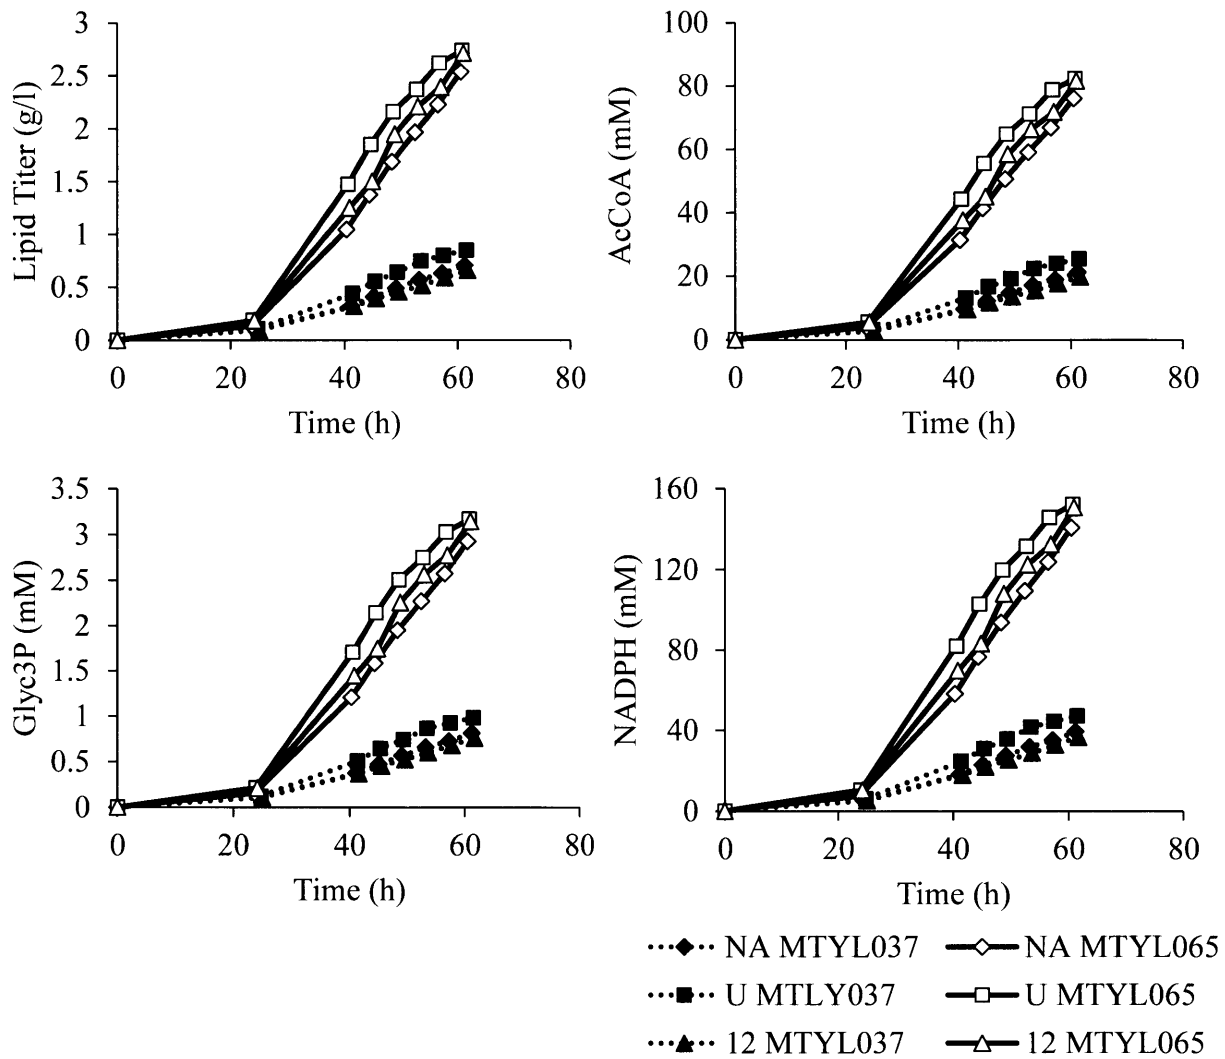 3
2.5
2
1.5
1
0.5
0
Lipid Titer (g/l)
0 20 40 60 80
Time (h)
100
80
60
40
20
0
AcCoA (mM)
0 20 40 60 80
Time (h)
3.5
3
2.5
2
1.5
1
0.5
0
Glyc3P (mM)
0 20 40 60 80
Time (h)
160
120
80
40
0
NADPH (mM)
0 20 40 60 80
Time (h)
NA MTYL037 NA MTYL065
U MTLY037 U MTYL065
12 MTYL037 12 MTYL065